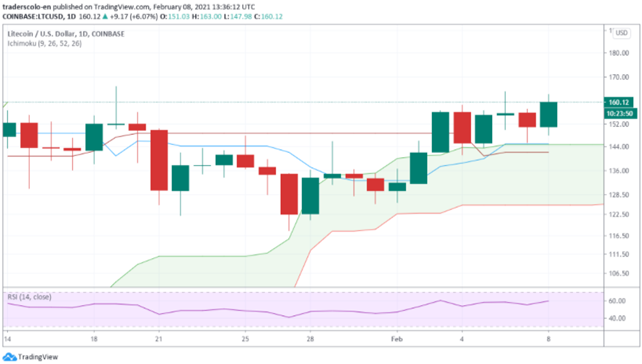 traderscolo-en published on TradingView.com, February 08, 2021 13:36:12 UTC
COINBASE:LTCUSD, 1D 160.12 ▲ +9.17 (+6.07%) O:151.03 H:163.00 L:147.98 C:160.12
Litecoin / U.S. Dollar, 1D, COINBASE
Ichimoku (9, 26, 52, 26)
USD
180.00
170.00
160.12
10:23:50
152.00
144.00
136.00
128.50
122.50
116.50
111.50
106.50
RSI (14, close)
60.00
40.00
14 18 21 25 28 Feb 4 8
TradingView